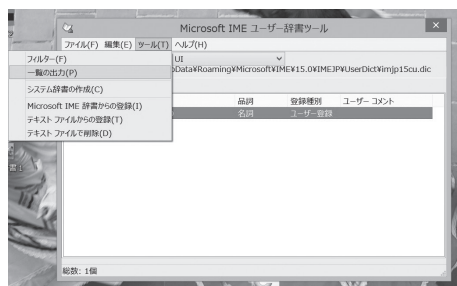 Microsoft IME ユーザー辞書ツール
ファイル(F) 編集(E) ツール(T) ヘルプ(H)
フィルター(F)
UI
一覧の出力(P)
oData¥Roaming¥Microsoft¥IME¥15.0¥IMEJP¥UserDict¥imjp15cu.dic
システム辞書の作成(C)
Microsoft IME 辞書からの登録(I)
品詞 登録種別 ユーザー コメント
テキスト ファイルからの登録(T)
名詞 ユーザー登録
テキスト ファイルで削除(D)
総数: 1個